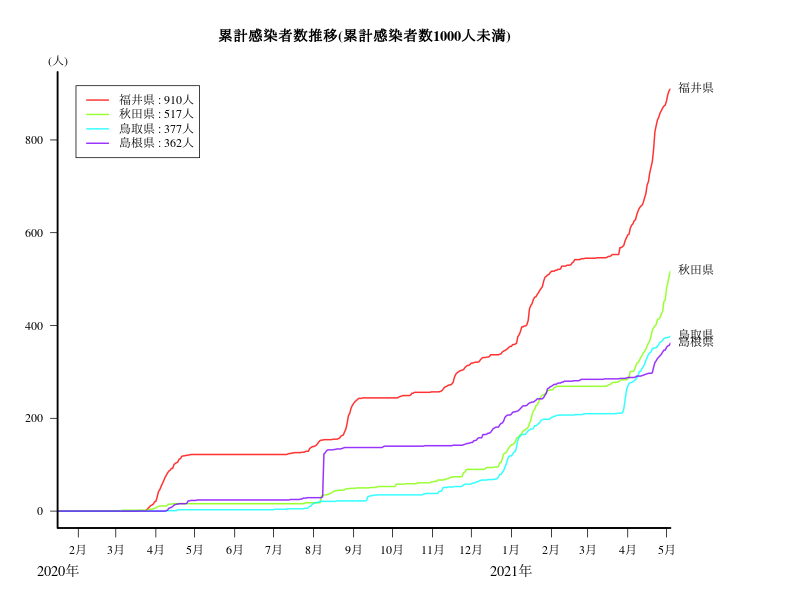 累計感染者数推移(累計感染者数1000人未満)
(人)
福井県 : 910人
秋田県 : 517人
鳥取県 : 377人
島根県 : 362人
福井県
秋田県
鳥取県
島根県
800
600
400
200
0
2月 3月 4月 5月 6月 7月 8月 9月 10月 11月 12月 1月 2月 3月 4月 5月
2020年 2021年